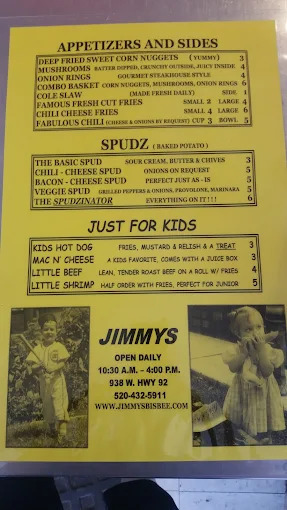 APPETIZERS AND SIDES
DEEP FRIED SWEET CORN NUGGETS (YUMMY) 3
MUSHROOMS BATTER DIPPED, CRUNCHY OUTSIDE, JUICY INSIDE 4
ONION RINGS GOURMET STEAKHOUSE STYLE 4
COMBO BASKET CORN NUGGETS, MUSHROOMS, ONION RINGS 6
COLE SLAW (MADE FRESH DAILY) SIDE 1
FAMOUS FRESH CUT FRIES SMALL 2 LARGE 4
CHILI CHEESE FRIES SMALL 4 LARGE 6
FABULOUS CHILI (CHEESE & ONIONS BY REQUEST) CUP 3 BOWL 5
SPUDZ (BAKED POTATO)
THE BASIC SPUD SOUR CREAM, BUTTER & CHIVES 3
CHILI - CHEESE SPUD ONIONS ON REQUEST 5
BACON - CHEESE SPUD PERFECT JUST AS - IS 5
VEGGIE SPUD GRILLED PEPPERS & ONIONS, PROVOLONE, MARINARA 5
THE SPUDZINATOR EVERYTHING ON IT ! ! ! 6
JUST FOR KIDS
KIDS HOT DOG FRIES, MUSTARD & RELISH & A TREAT 3
MAC N' CHEESE A KIDS FAVORITE, COMES WITH A JUICE BOX 3
LITTLE BEEF LEAN, TENDER ROAST BEEF ON A ROLL W/ FRIES 4
LITTLE SHRIMP HALF ORDER WITH FRIES, PERFECT FOR JUNIOR 5
JIMMYS
OPEN DAILY
10:30 A.M. – 4:00 P.M.
938 W. HWY 92
520-432-5911
WWW.JIMMYSBISBEE.COM